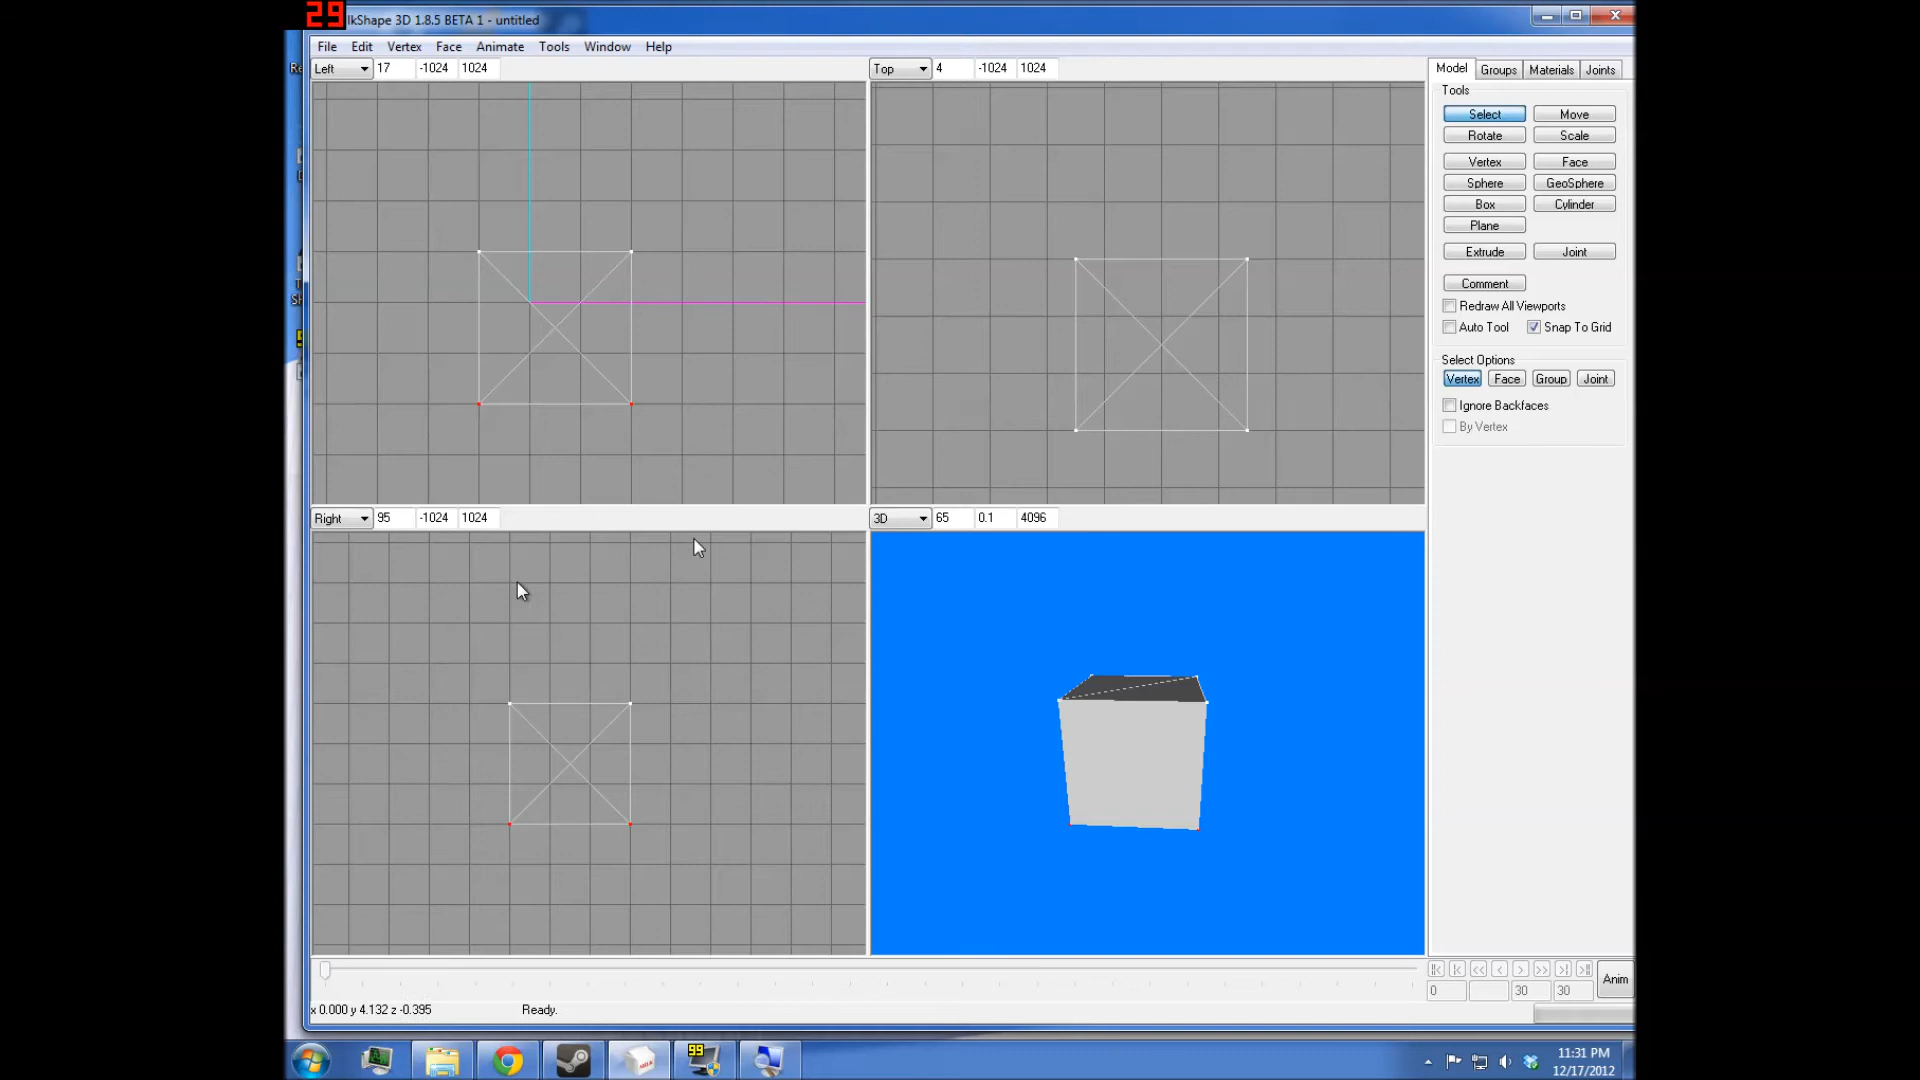 29
lkShape 3D 1.8.5 BETA 1 - untitled
File Edit Vertex Face Animate Tools Window Help
Left 17 -1024 1024
Top 4 -1024 1024
Model Groups Materials Joints
Tools
Select Move
Rotate Scale
Vertex Face
Sphere GeoSphere
Box Cylinder
Plane
Extrude Joint
Comment
Redraw All Viewports
Auto Tool Snap To Grid
Select Options
Vertex Face Group Joint
Ignore Backfaces
By Vertex
Right 95 -1024 1024
3D 65 0.1 4096
Anim
0 30 30
x 0.000 y 4.132 z -0.395 Ready.
99
11:31 PM
12/17/2012